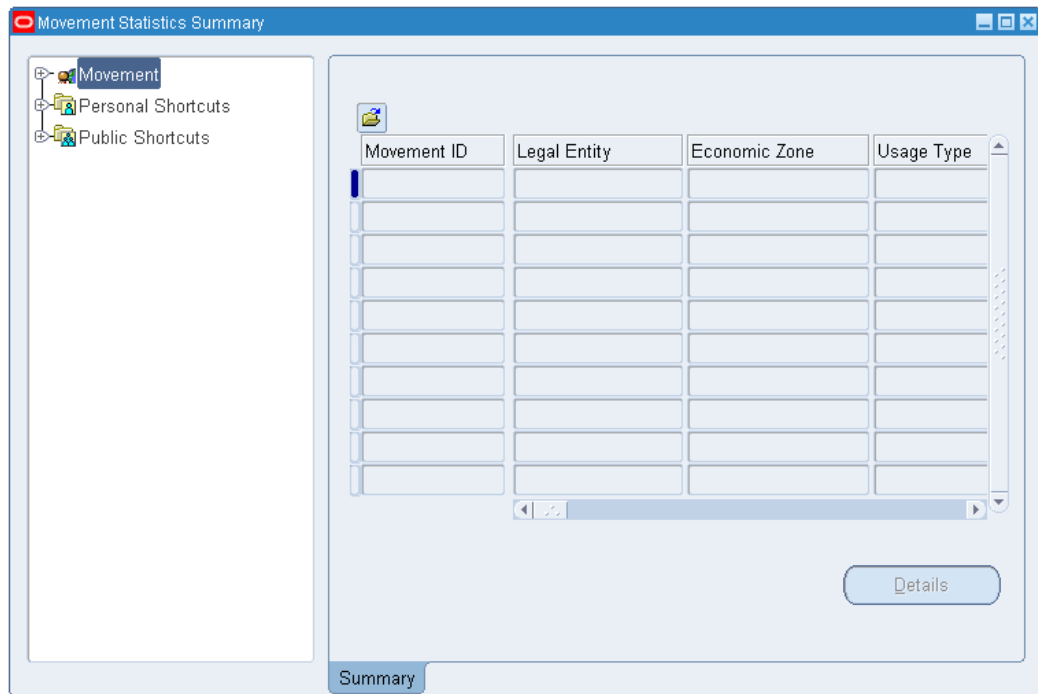 Movement Statistics Summary
Movement
Personal Shortcuts
Public Shortcuts
Movement ID Legal Entity Economic Zone Usage Type
Details
Summary